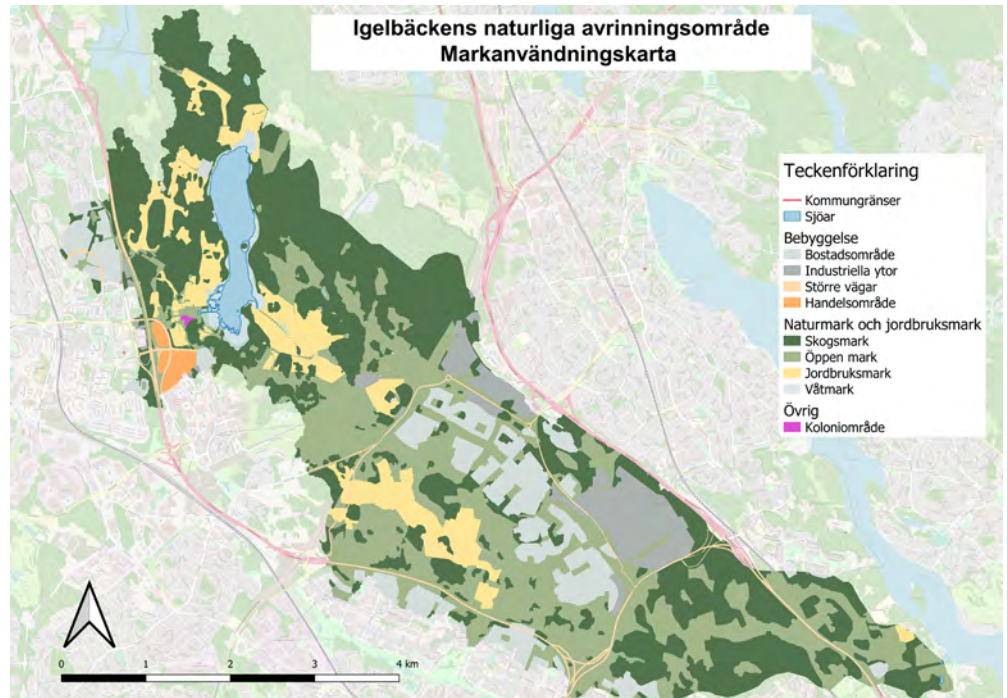 Igelbäckens naturliga avrinningsområde
Markanvändningskarta
Teckenförklaring
Kommungränser
Sjöar
Bebyggelse
Bostadsområde
Industriella ytor
Större vägar
Handelsområde
Naturmark och jordbruksmark
Skogsmark
Öppen mark
Jordbruksmark
Våtmark
Övrig
Koloniområde
0 1 2 3 4 km